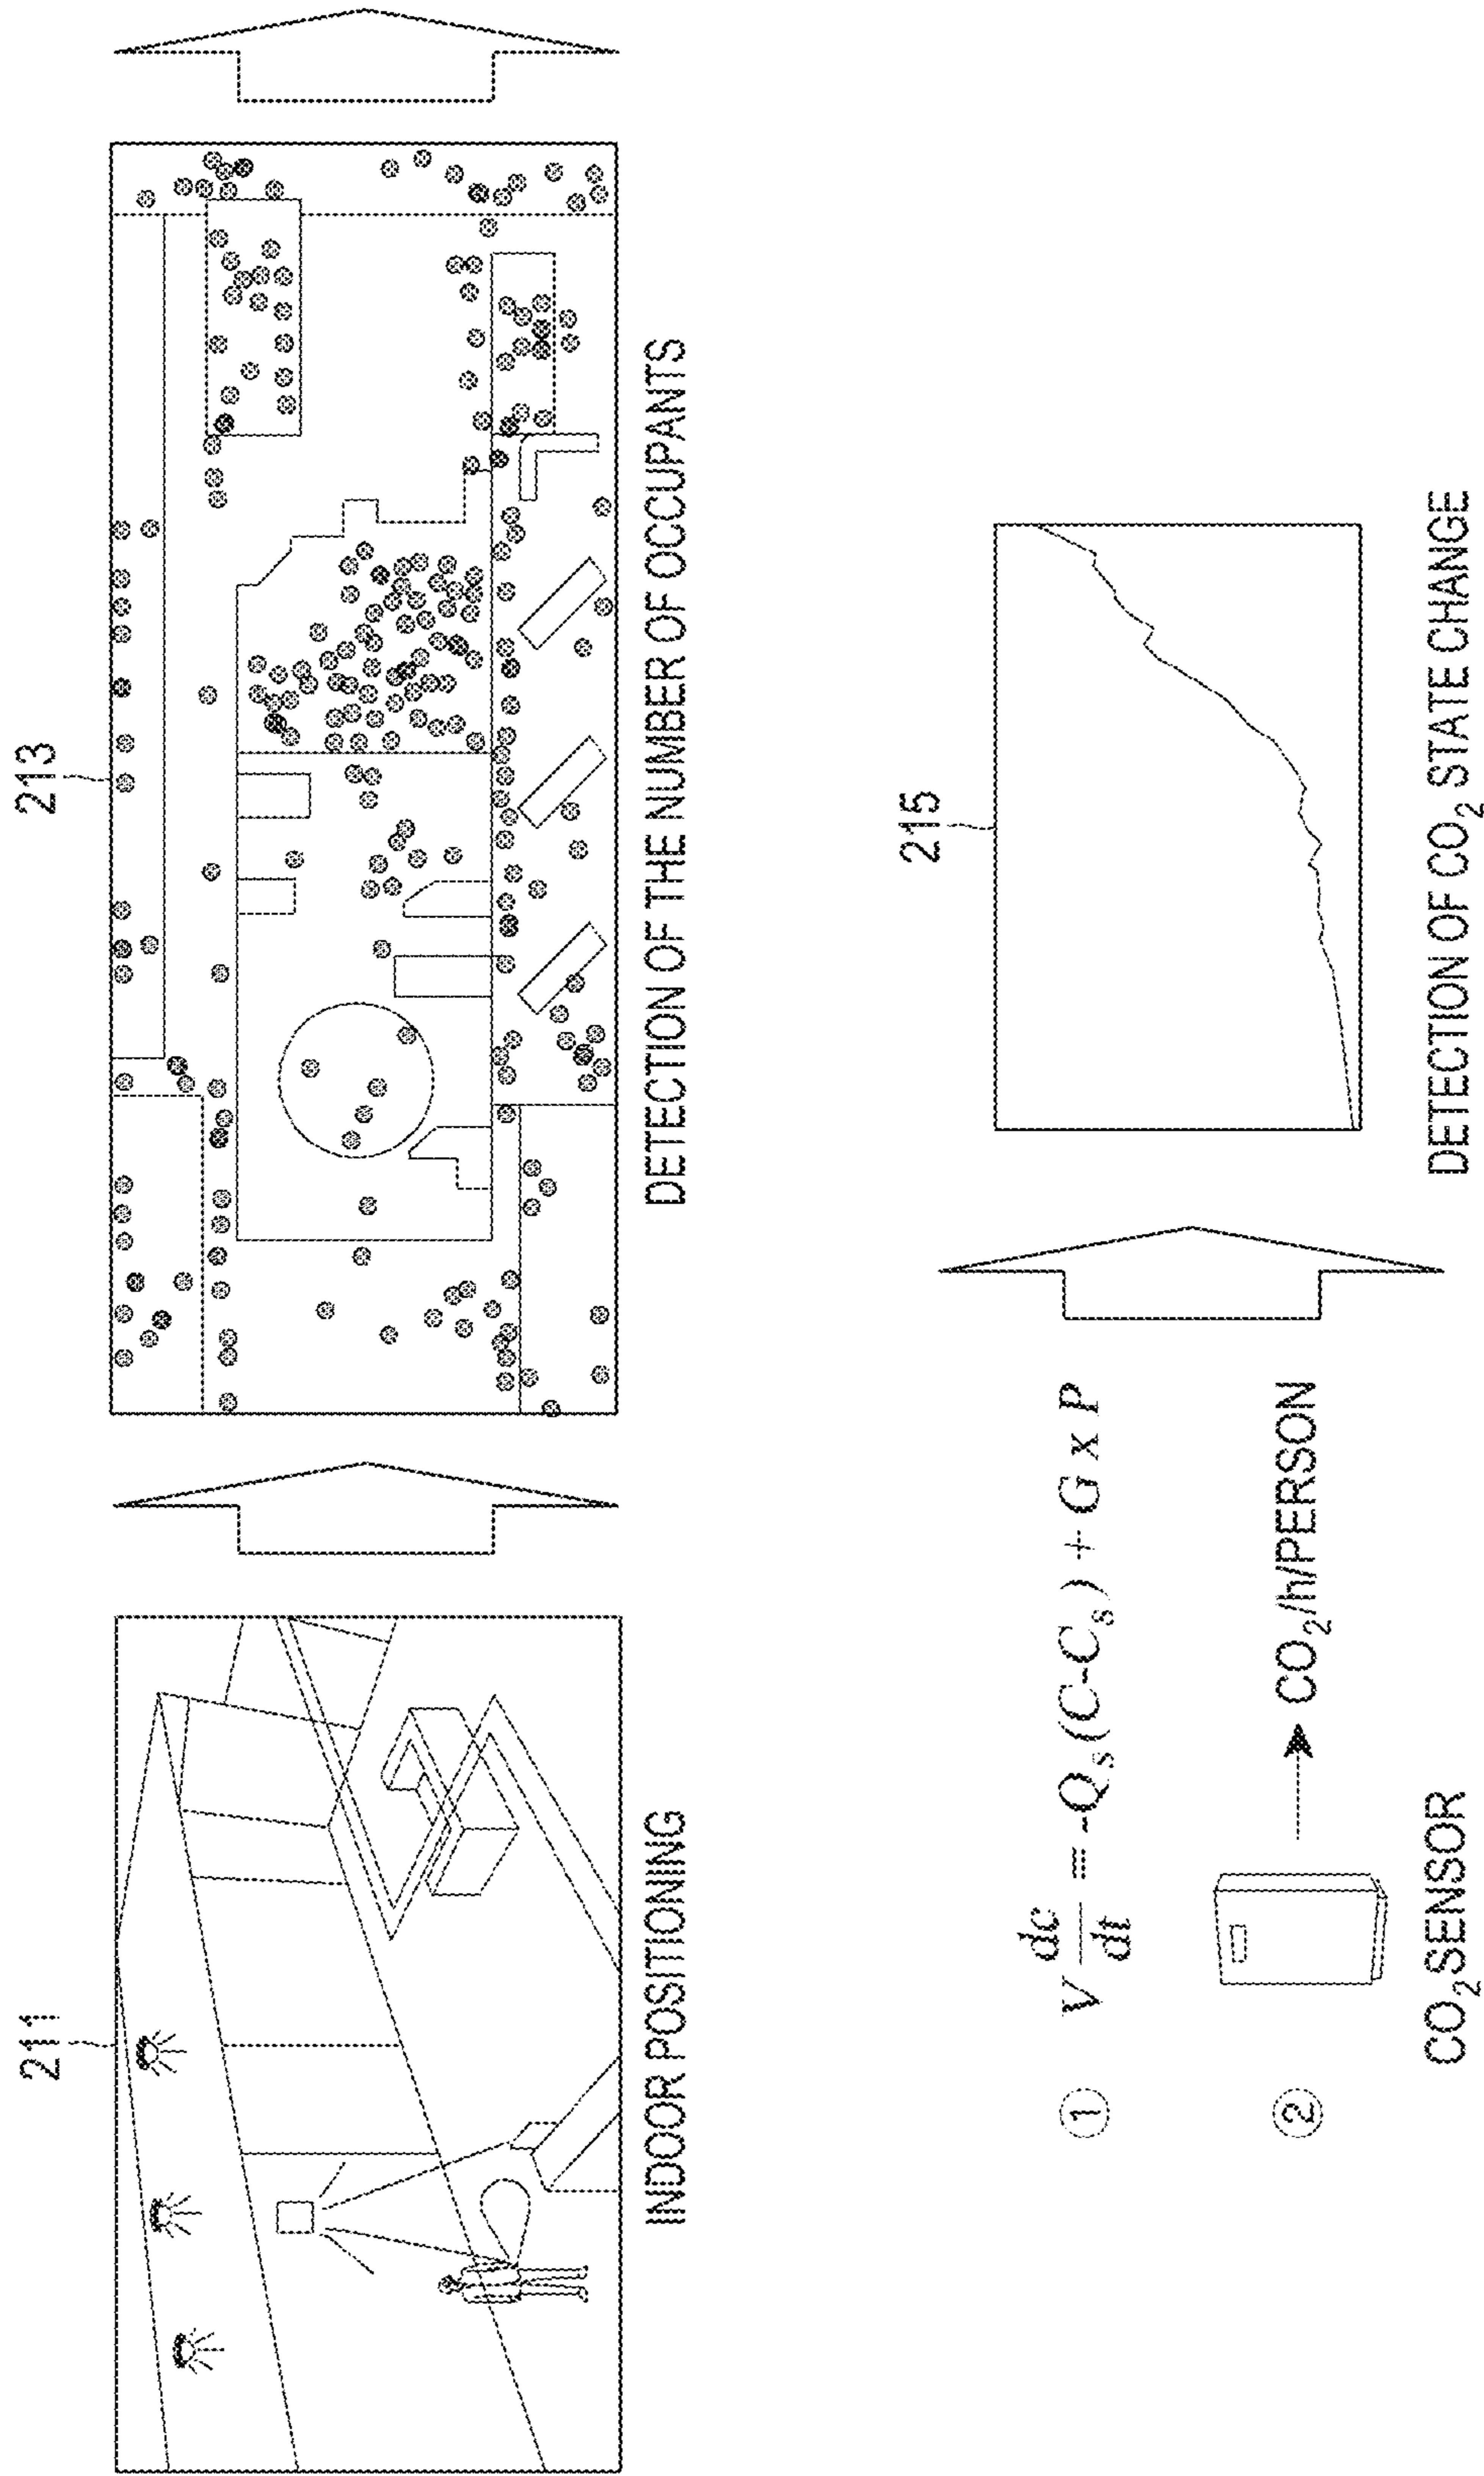 211
INDOOR POSITIONING
213
DETECTION OF THE NUMBER OF OCCUPANTS
① V dc/dt = -Qₛ(C-Cₛ) + G x P
② CO₂/h/PERSON
CO₂ SENSOR
215
DETECTION OF CO₂ STATE CHANGE